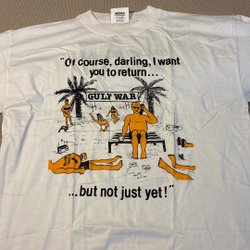 "Of course, darling, I want
you to return...
GULF WAR
...but not just yet!"